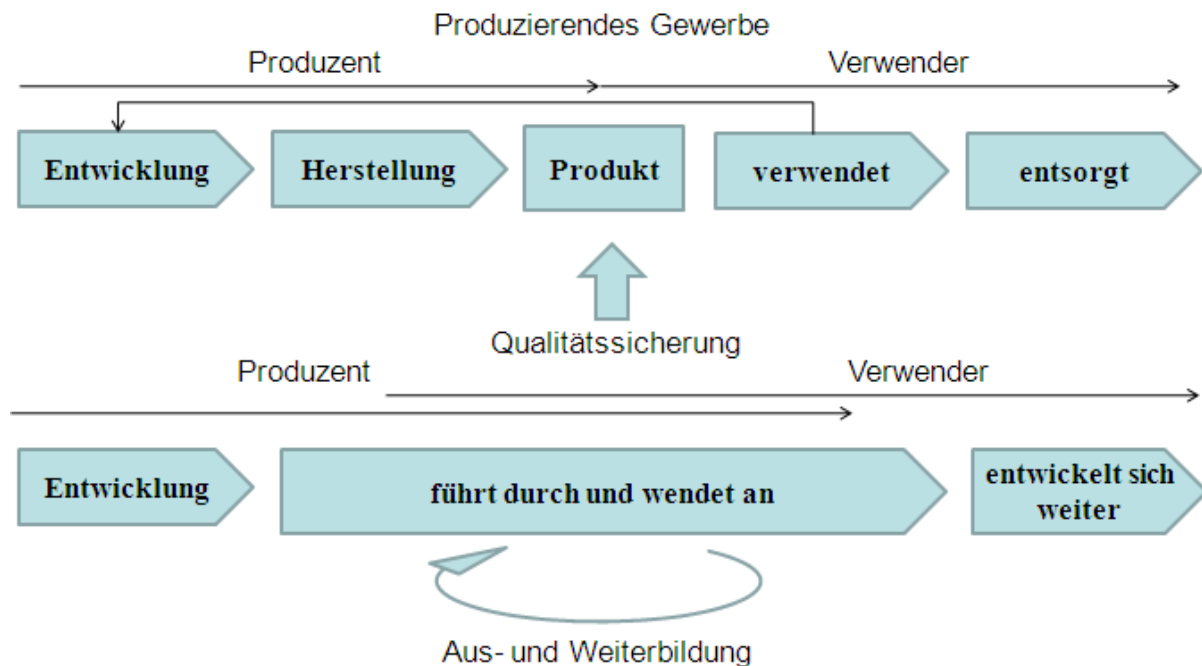 Produzierendes Gewerbe
Produzent
Verwender
Entwicklung
Herstellung
Produkt
verwendet
entsorgt
Qualitätssicherung
Produzent
Verwender
Entwicklung
führt durch und wendet an
entwickelt sich
weiter
Aus- und Weiterbildung